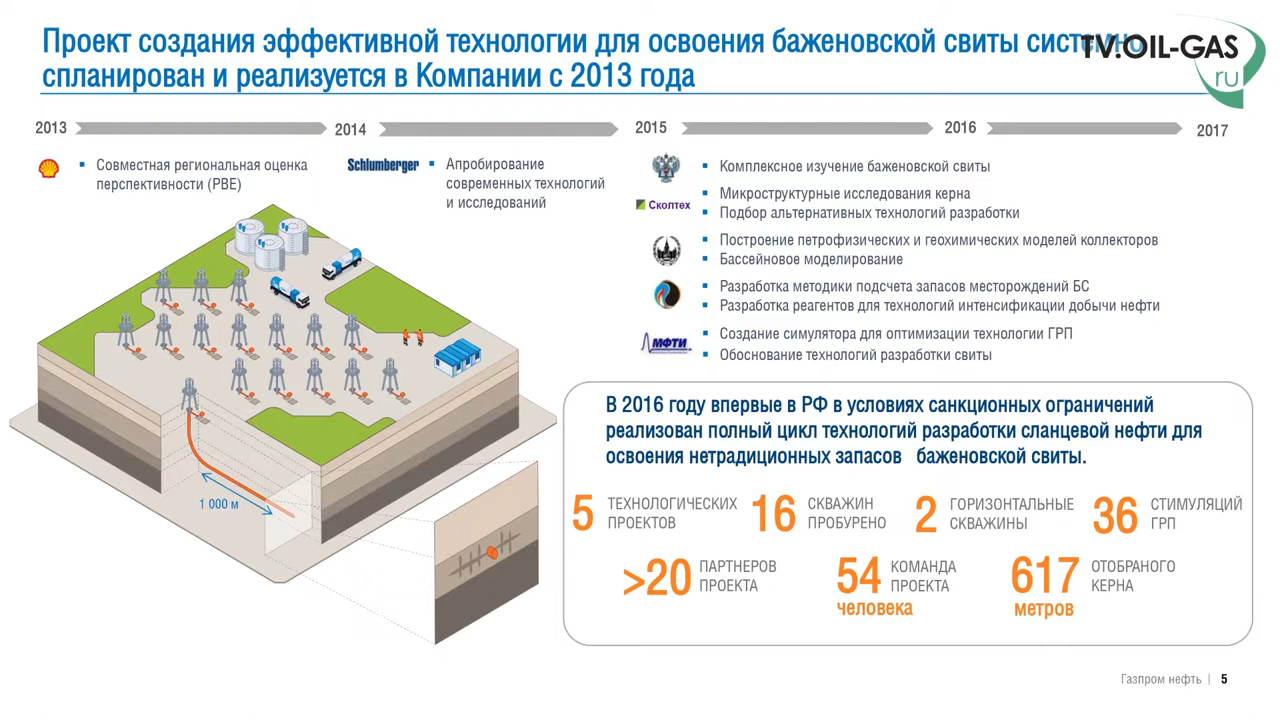 Проект создания эффективной технологии для освоения баженовской свиты системно
спланирован и реализуется в Компании с 2013 года
TV.OIL-GAS
ru
2013
2014
2015
2016
2017
Совместная региональная оценка
перспективности (РВЕ)
Schlumberger
Апробирование
современных технологий
и исследований
Комплексное изучение баженовской свиты
Сколтех
Микроструктурные исследования керна
Подбор альтернативных технологий разработки
Построение петрофизических и геохимических моделей коллекторов
Бассейновое моделирование
Разработка методики подсчета запасов месторождений БС
Разработка реагентов для технологий интенсификации добычи нефти
МФТИ
Создание симулятора для оптимизации технологии ГРП
Обоснование технологий разработки свиты
1 000 м
В 2016 году впервые в РФ в условиях санкционных ограничений
реализован полный цикл технологий разработки сланцевой нефти для
освоения нетрадиционных запасов баженовской свиты.
5 ТЕХНОЛОГИЧЕСКИХ ПРОЕКТОВ
16 СКВАЖИН ПРОБУРЕНО
2 ГОРИЗОНТАЛЬНЫЕ СКВАЖИНЫ
36 СТИМУЛЯЦИЙ ГРП
>20 ПАРТНЕРОВ ПРОЕКТА
54 человека КОМАНДА ПРОЕКТА
617 метров ОТОБРАНОГО КЕРНА
Газпром нефть | 5